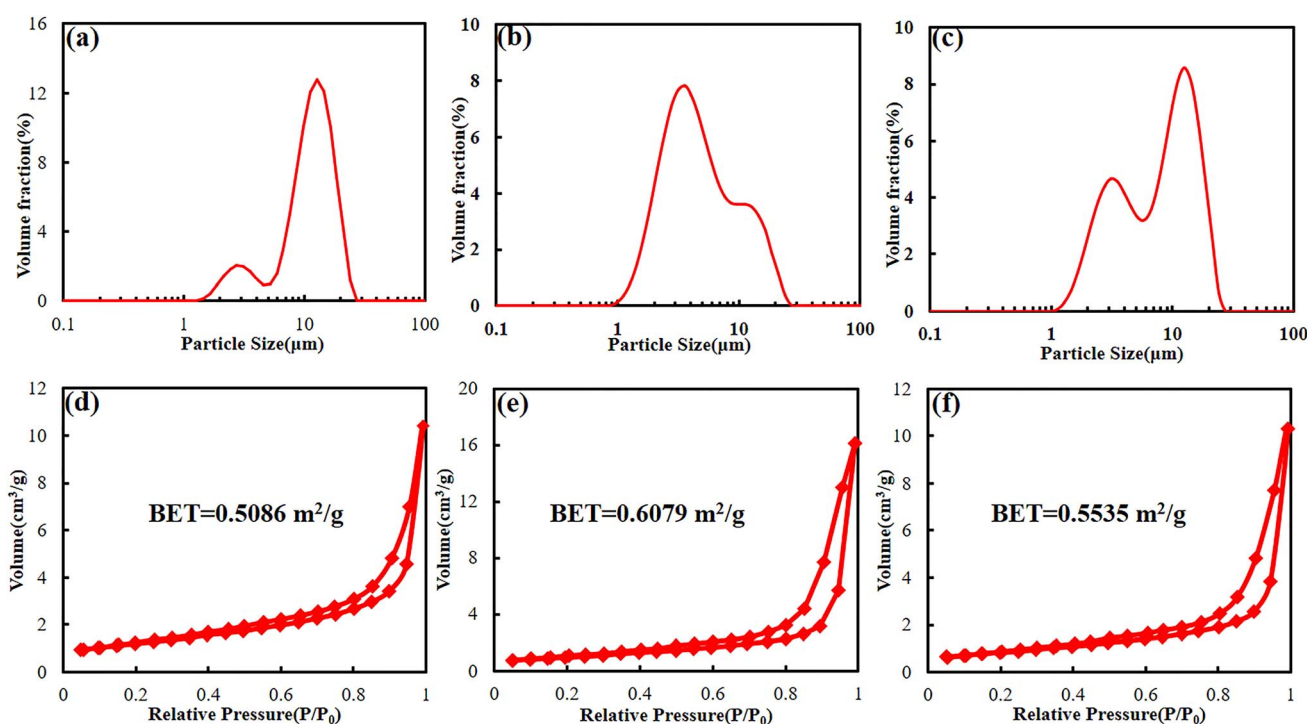 (a)
16
12
8
4
0
0.1 1 10 100
Volume fraction(%)
Particle Size(μm)
(b)
10
8
6
4
2
0
0.1 1 10 100
Volume fraction(%)
Particle Size(μm)
(c)
10
8
6
4
2
0
0.1 1 10 100
Volume fraction(%)
Particle Size(μm)
(d)
12
10
8
6
4
2
0
0 0.2 0.4 0.6 0.8 1
BET=0.5086 m²/g
Volume(cm³/g)
Relative Pressure(P/P₀)
(e)
20
16
12
8
4
0
0 0.2 0.4 0.6 0.8 1
BET=0.6079 m²/g
Volume(cm³/g)
Relative Pressure(P/P₀)
(f)
12
10
8
6
4
2
0
0 0.2 0.4 0.6 0.8 1
BET=0.5535 m²/g
Volume(cm³/g)
Relative Pressure(P/P₀)